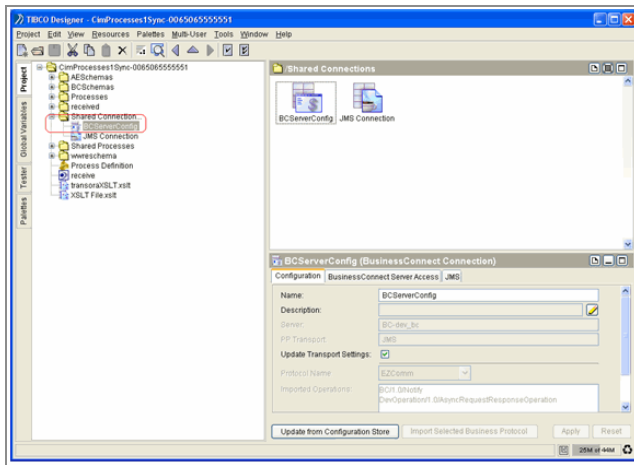 TIBCO Designer - CimProcesses1Sync-0065065555551
Project Edit View Resources Palettes Multi-User Tools Window Help
Project
Global Variables
Tester
Palettes
CimProcesses1Sync-0065065555551
AESchemas
BCSchemas
Processes
received
Shared Connection...
BCServerConfig
JMS Connection
Shared Processes
wwreschema
Process Definition
receive
transoraXSLT.xslt
XSLT File.xslt
/Shared Connections
BCServerConfig JMS Connection
BCServerConfig (BusinessConnect Connection)
Configuration BusinessConnect Server Access JMS
Name: BCServerConfig
Description:
Server: BC-dev_bc
PP Transport JMS
Update Transport Settings:
Protocol Name EZComm
Imported Operations: BC/1.0/Notify
DevOperation/1.0/AsyncRequestResponseOperation
Update from Configuration Store Import Selected Business Protocol Apply Reset
25M of 44M